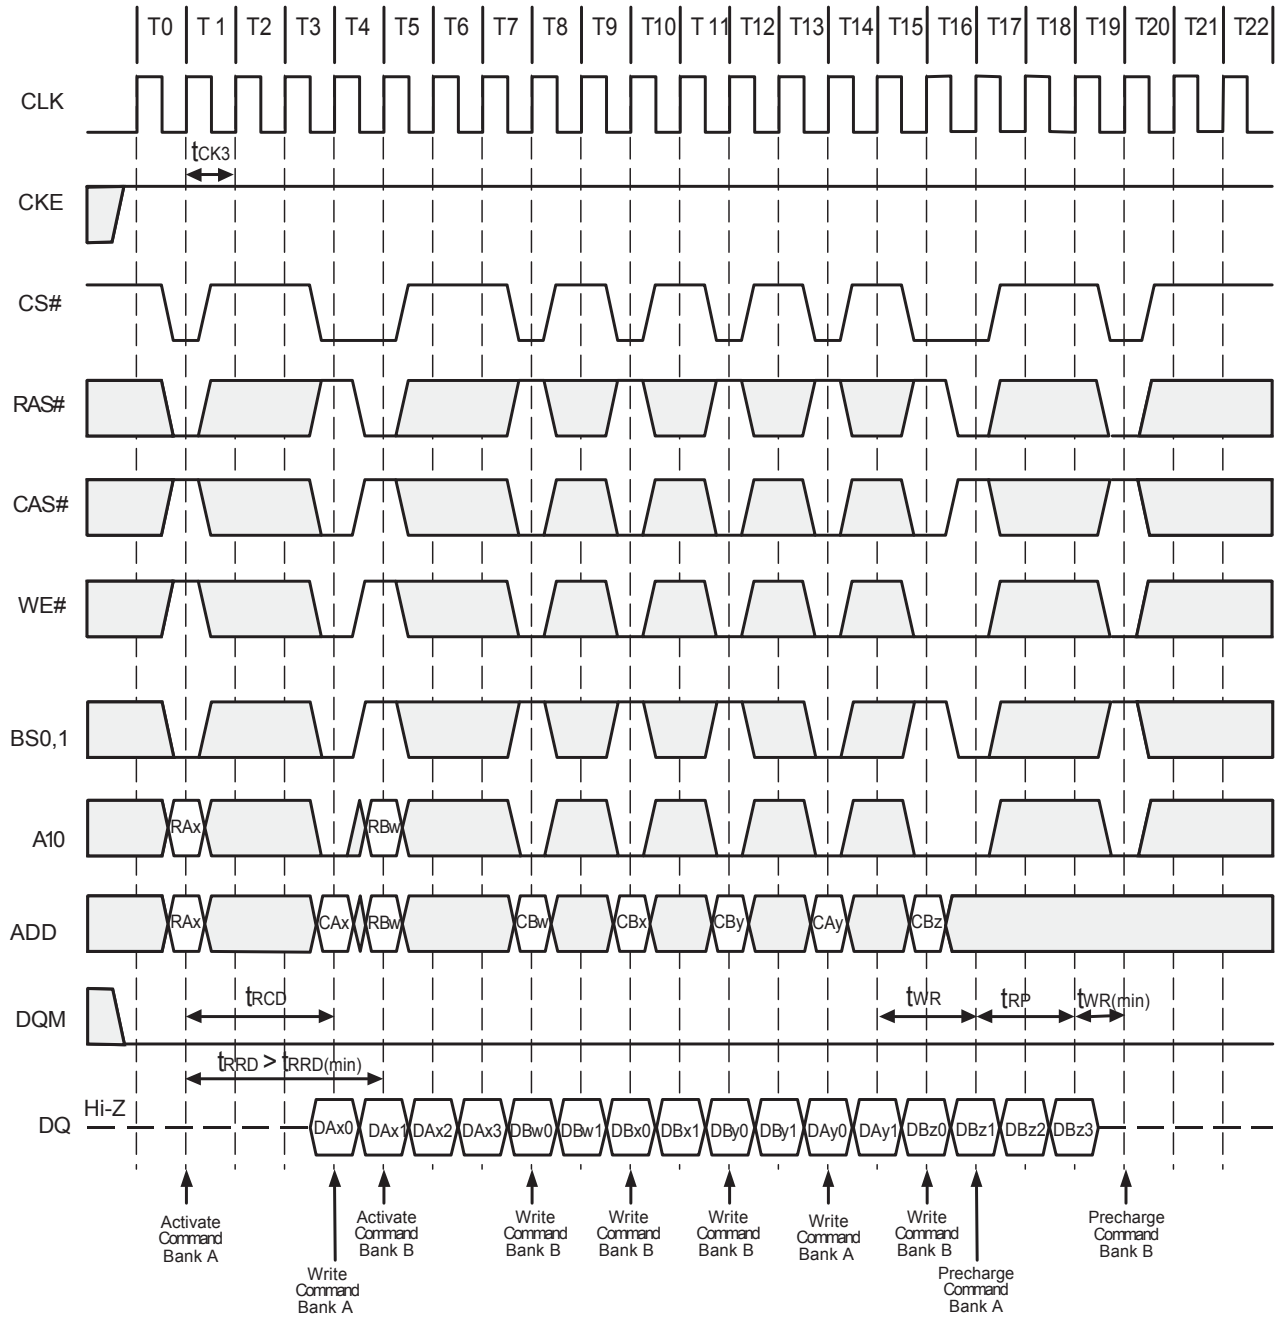 T0 T 1 T2 T3 T4 T5 T6 T7 T8 T9 T10 T 11 T12 T13 T14 T15 T16 T17 T18 T19 T20 T21 T22
CLK
tCK3
CKE
CS#
RAS#
CAS#
WE#
BS0,1
A10
RAx RBw
ADD
RAx CAx RBw CBw CBx CBy CAy CBz
DQM
tRCD tWR tRP tWR(min)
tRRD > tRRD(min)
Hi-Z
DQ
DAx0 DAx1 DAx2 DAx3 DBw0 DBw1 DBx0 DBx1 DBy0 DBy1 DAy0 DAy1 DBz0 DBz1 DBz2 DBz3
Activate
Command
Bank A
Write
Command
Bank A
Activate
Command
Bank B
Write
Command
Bank B
Write
Command
Bank B
Write
Command
Bank B
Write
Command
Bank A
Write
Command
Bank B
Precharge
Command
Bank A
Precharge
Command
Bank B